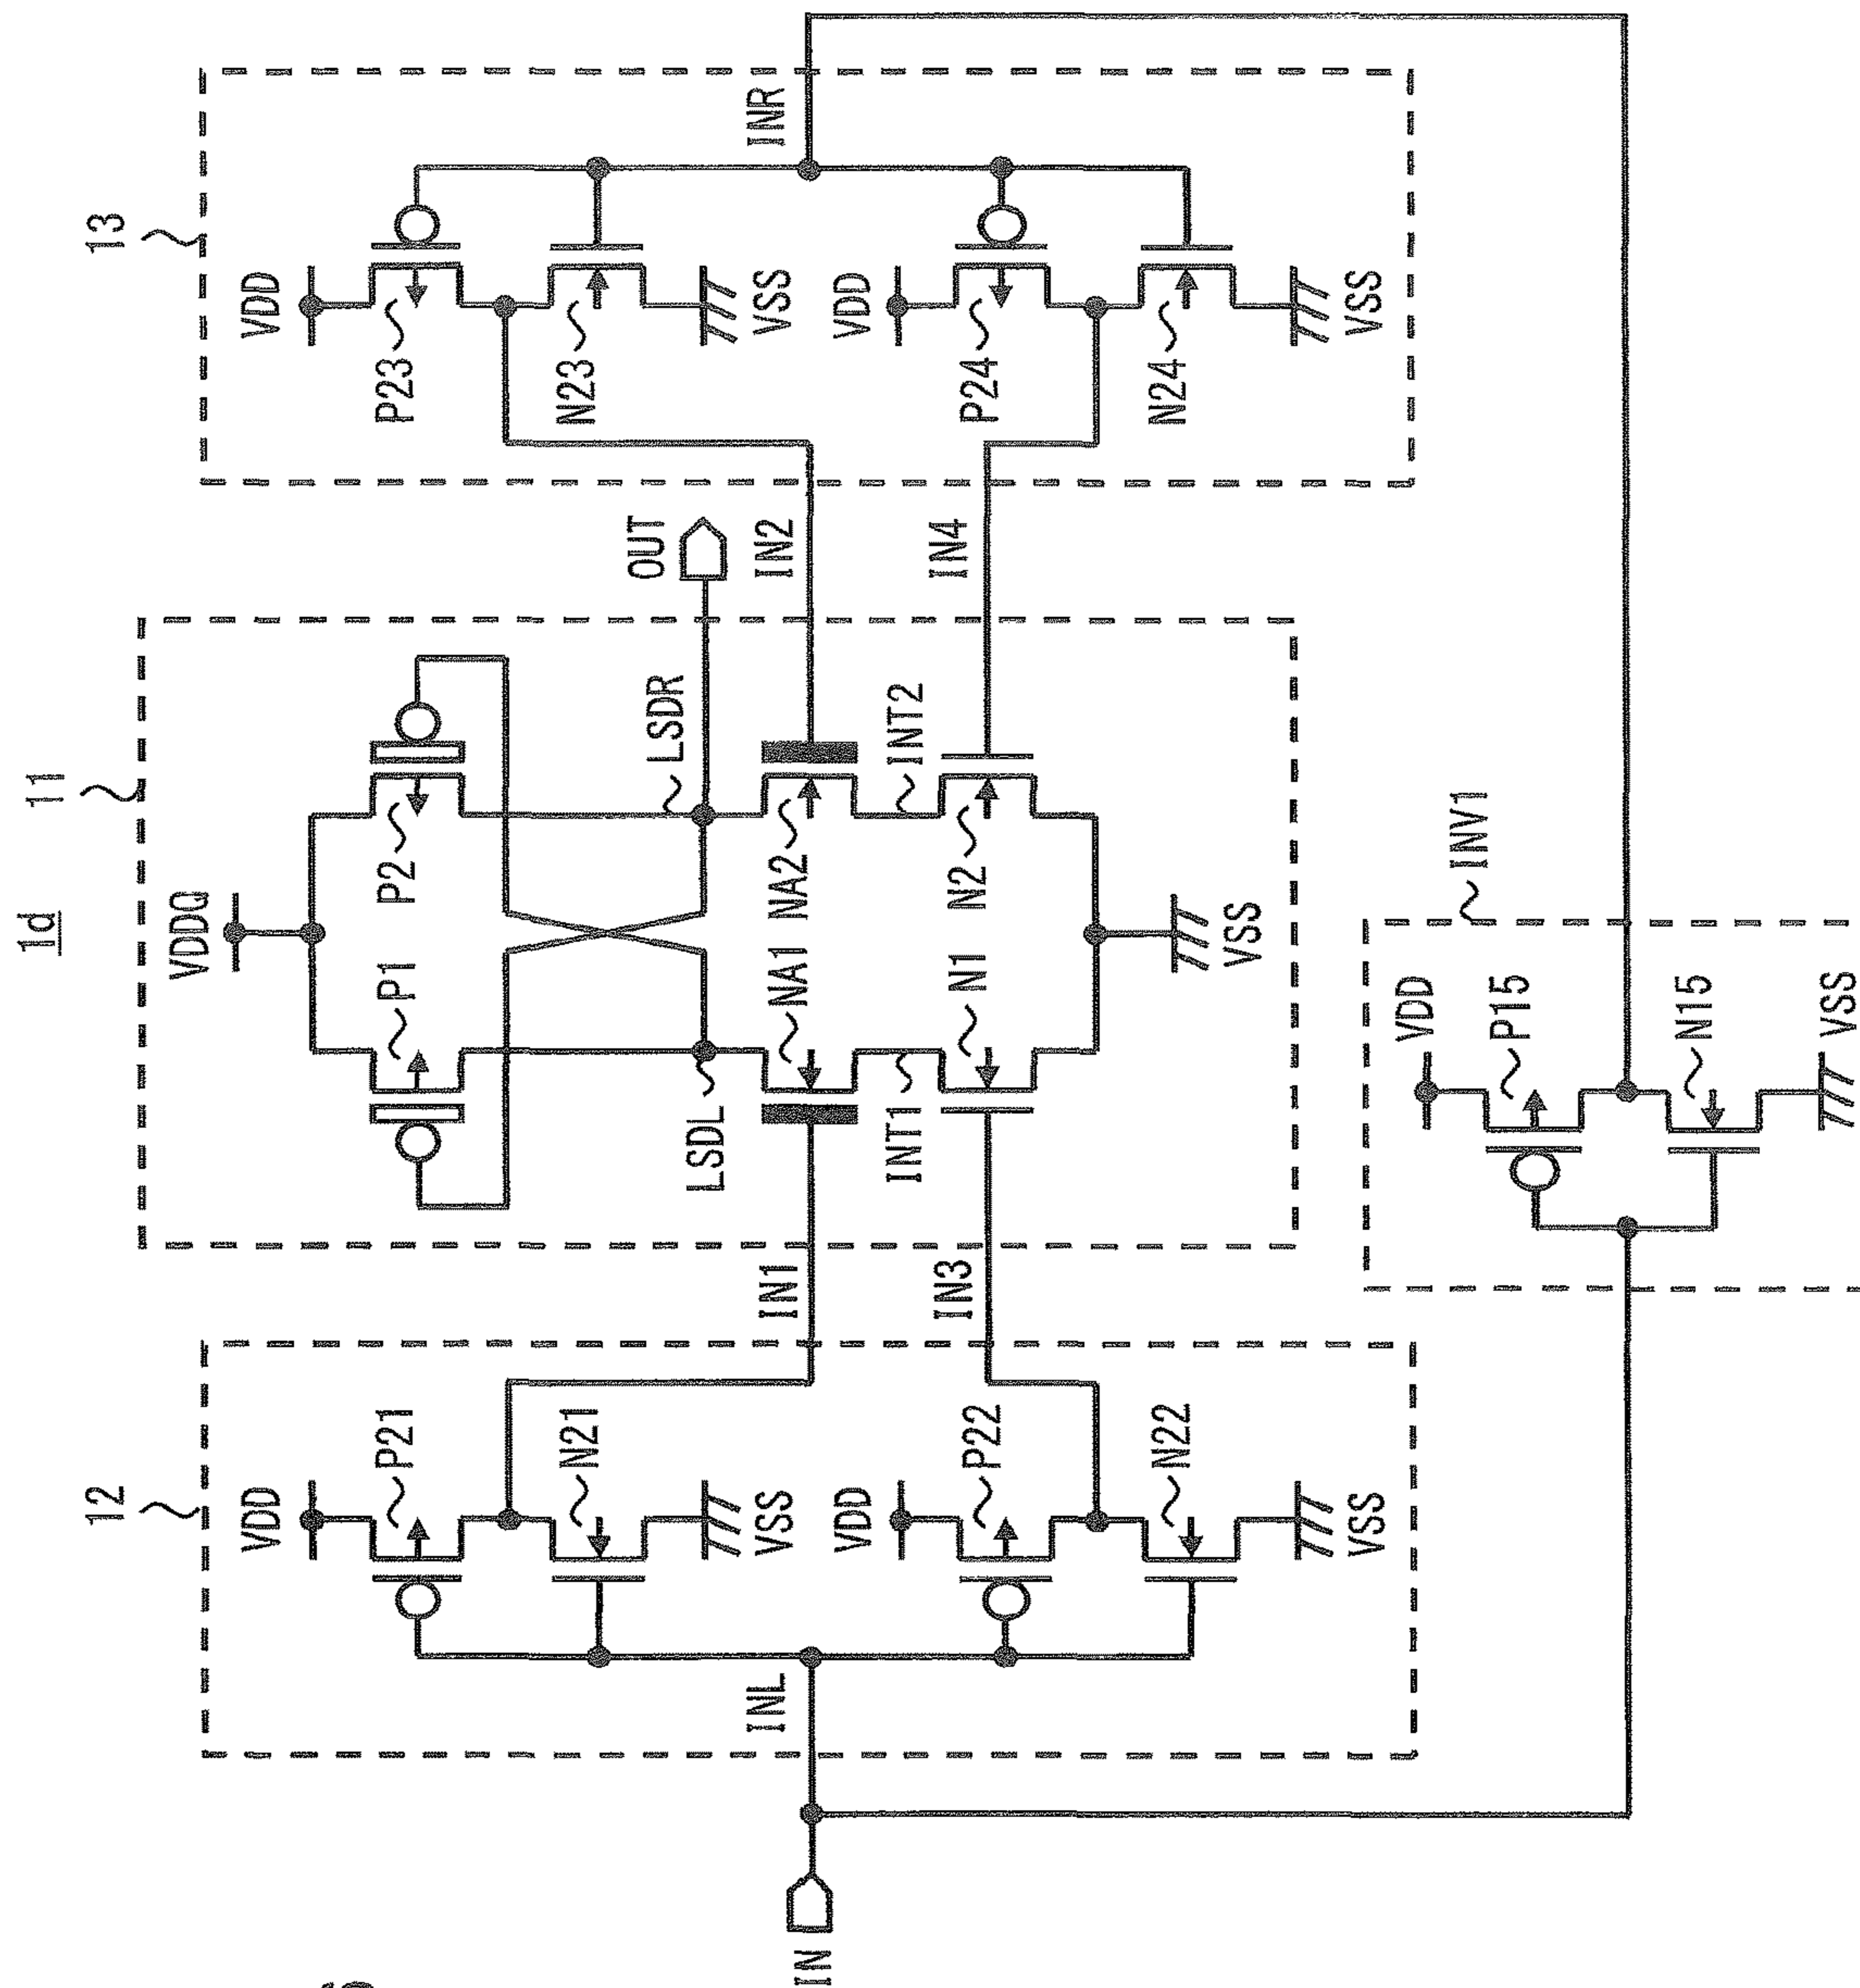 1d
11
VDDQ
P1
P2
LSDL
LSDR
OUT
NA1
NA2
INT1
INT2
N1
N2
VSS
12
VDD
P21
N21
VSS
IN1
VDD
P22
N22
VSS
IN3
INL
IN
13
VDD
P23
N23
VSS
IN2
VDD
P24
N24
VSS
IN4
INR
INV1
VDD
P15
N15
VSS